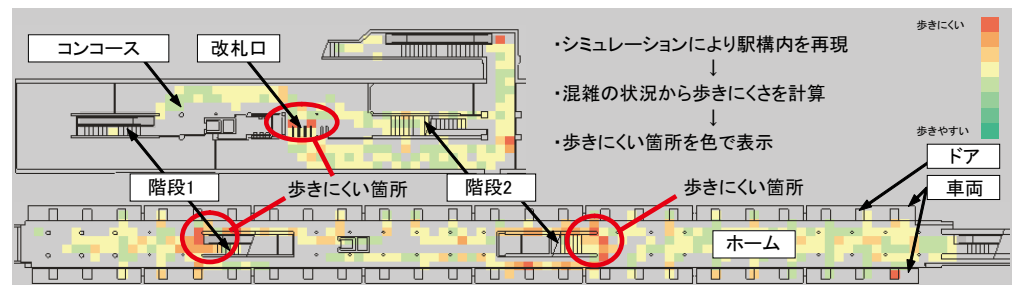 コンコース
改札口
・シミュレーションにより駅構内を再現
↓
・混雑の状況から歩きにくさを計算
↓
・歩きにくい箇所を色で表示
歩きにくい
歩きやすい
階段1
歩きにくい箇所
階段2
歩きにくい箇所
ドア
車両
ホーム